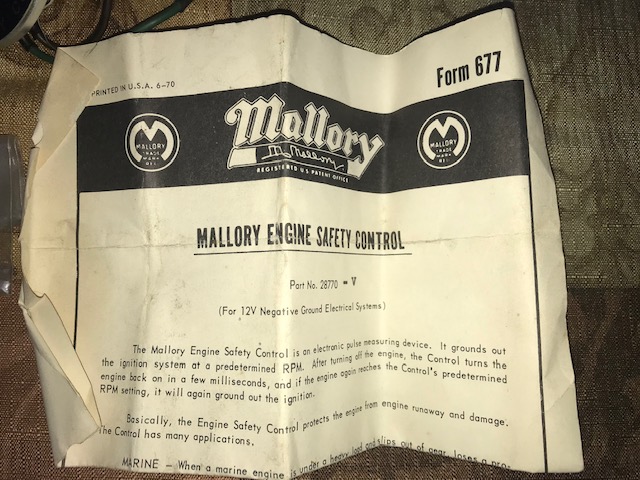 PRINTED IN U.S.A. 6-70
Form 677
MALLORY
TRADE
MARK
REG
Mallory
P.R. Mallory
REGISTERED U S PATENT OFFICE
MALLORY
TRADE
MARK
REG
MALLORY ENGINE SAFETY CONTROL
Part No. 28770 - V
(For 12V Negative Ground Electrical Systems)
The Mallory Engine Safety Control is an electronic pulse measuring device. It grounds out
the ignition system at a predetermined RPM. After turning off the engine, the Control turns the
engine back on in a few milliseconds, and if the engine again reaches the Control's predetermined
RPM setting, it will again ground out the ignition.
Basically, the Engine Safety Control protects the engine from engine runaway and damage.
The Control has many applications.
MARINE — When a marine engine is under a heavy load and slips out of gear, loses a pro-